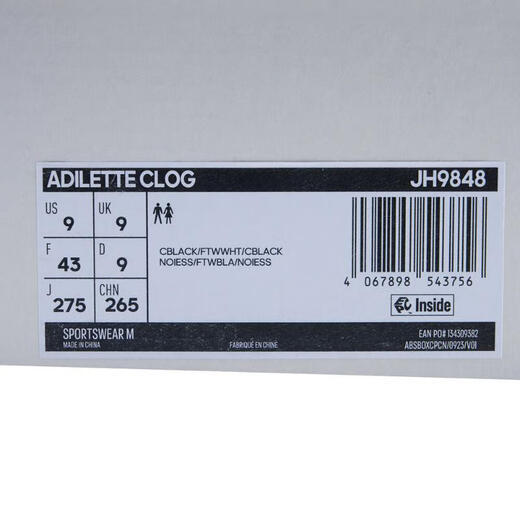 ADILETTE CLOG JH9848
US 9 UK 9
F 43 D 9
J 275 CHN 265
CBLACK/FTWWHT/CBLACK
NOIESS/FTWBLA/NOIESS
4 067898 543756
Inside
SPORTSWEAR M EAN PO# 134309382
MADE IN CHINA FABRIQUÉ EN CHINE ABSBOXCPCN/0923/V01